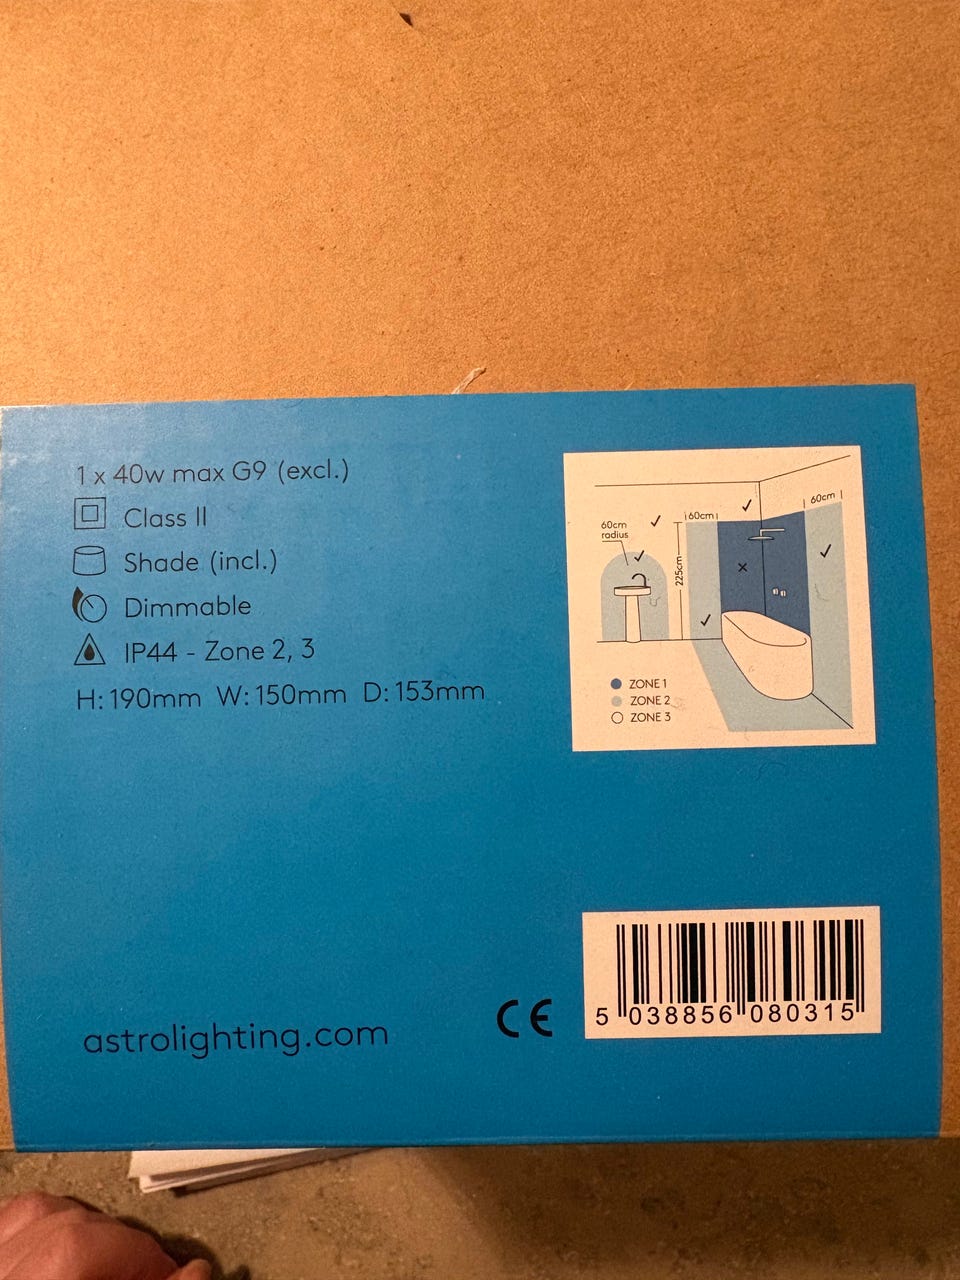 1 x 40w max G9 (excl.)
Class II
Shade (incl.)
Dimmable
IP44 - Zone 2, 3
H: 190mm W: 150mm D: 153mm
60cm
60cm
60cm
radius
225cm
ZONE 1
ZONE 2
ZONE 3
astrolighting.com
CE
5 038856 080315